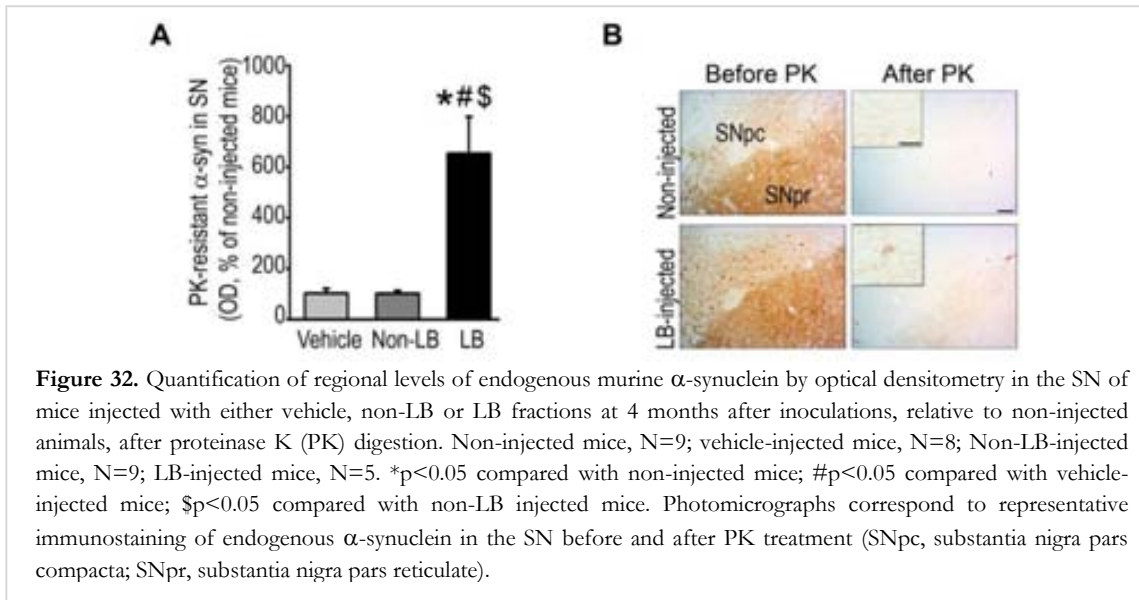 A
PK-resistant α-syn in SN
(OD, % of non-injected mice)
1000
800
600
400
200
0
*#$
Vehicle Non-LB LB
B
Before PK After PK
Non-injected
SNpc
SNpr
LB-injected
Figure 32. Quantification of regional levels of endogenous murine α-synuclein by optical densitometry in the SN of
mice injected with either vehicle, non-LB or LB fractions at 4 months after inoculations, relative to non-injected
animals, after proteinase K (PK) digestion. Non-injected mice, N=9; vehicle-injected mice, N=8; Non-LB-injected
mice, N=9; LB-injected mice, N=5. *p<0.05 compared with non-injected mice; #p<0.05 compared with vehicle-
injected mice; $p<0.05 compared with non-LB injected mice. Photomicrographs correspond to representative
immunostaining of endogenous α-synuclein in the SN before and after PK treatment (SNpc, substantia nigra pars
compacta; SNpr, substantia nigra pars reticulate).